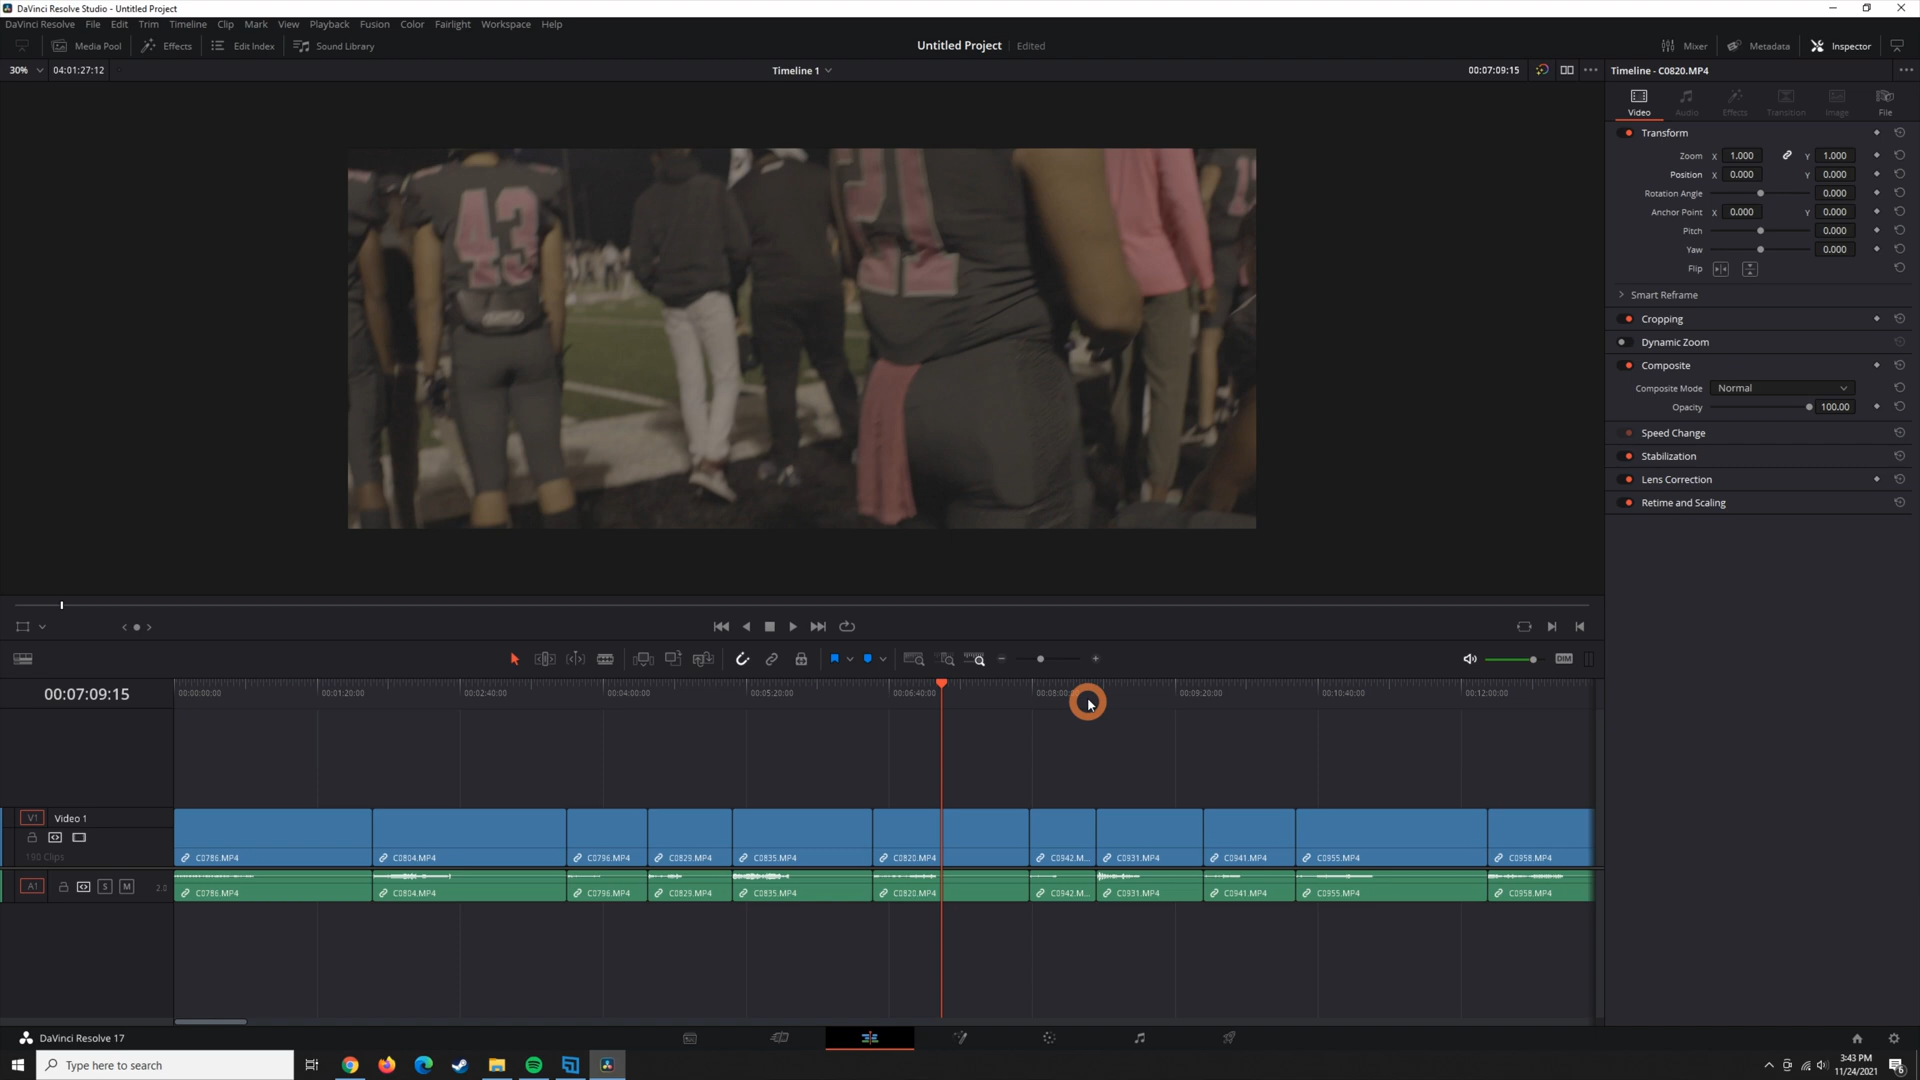 DaVinci Resolve Studio - Untitled Project
DaVinci Resolve File Edit Trim Timeline Clip Mark View Playback Fusion Color Fairlight Workspace Help
Media Pool Effects Edit Index Sound Library Untitled Project Edited Mixer Metadata Inspector
30% 04:01:27:12 Timeline 1 00:07:09:15 Timeline - C0820.MP4
Video Audio Effects Transition Image File
Transform
Zoom X 1.000 Y 1.000
Position X 0.000 Y 0.000
Rotation Angle 0.000
Anchor Point X 0.000 Y 0.000
Pitch 0.000
Yaw 0.000
Flip
Smart Reframe
Cropping
Dynamic Zoom
Composite
Composite Mode Normal
Opacity 100.00
Speed Change
Stabilization
Lens Correction
Retime and Scaling
43
21
DIM
00:07:09:15 00:00:00:00 00:01:20:00 00:02:40:00 00:04:00:00 00:05:20:00 00:06:40:00 00:08:00:00 00:09:20:00 00:10:40:00 00:12:00:00
V1 Video 1
190 Clips
C0786.MP4 C0804.MP4 C0796.MP4 C0829.MP4 C0835.MP4 C0820.MP4 C0942.M... C0931.MP4 C0941.MP4 C0955.MP4 C0958.MP4
A1 S M 2.0
C0786.MP4 C0804.MP4 C0796.MP4 C0829.MP4 C0835.MP4 C0820.MP4 C0942.M... C0931.MP4 C0941.MP4 C0955.MP4 C0958.MP4
DaVinci Resolve 17
Type here to search
3:43 PM
11/24/2021
6